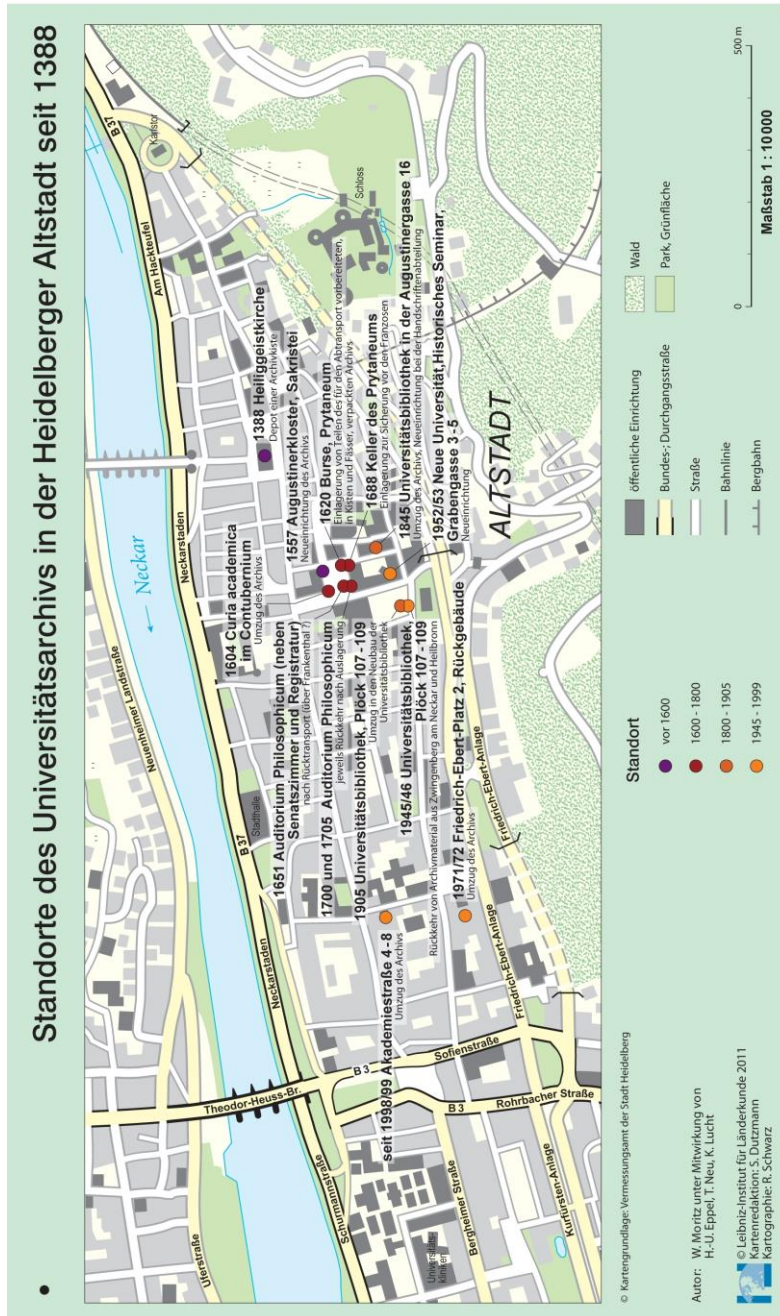 Standorte des Universitätsarchivs in der Heidelberger Altstadt seit 1388
Neuenheimer Landstraße
Uferstraße
← Neckar
Theodor-Heuss-Br.
Schurmannstraße
Neckarstaden
B 37
Stadthalle
Neckarstaden
Am Hackteufel
B 37
Karlstor
Schloss
Universitäts-
kliniken
Bergheimer Straße
B 3
B 3
Sofienstraße
Rohrbacher Straße
Kurfürsten-Anlage
Friedrich-Ebert-Anlage
Friedrich-Ebert-Anlage
Friedrich-Ebert-Anlage
ALTSTADT
1388 Heiliggeistkirche
Depot einer Archivkiste
1557 Augustinerkloster, Sakristei
Neueinrichtung des Archivs
1604 Curia academica
im Contubernium
Umzug des Archivs
1620 Burse, Prytaneum
Einlagerung von Teilen des für den Abtransport vorbereiteten,
in Kisten und Fässer, verpackten Archivs
1651 Auditorium Philosophicum (neben
Senatszimmer und Registratur)
nach Rücktransport (über Frankenthal ?)
1688 Keller des Prytaneums
Einlagerung zur Sicherung vor den Franzosen
1700 und 1705 Auditorium Philosophicum
jeweils Rückkehr nach Auslagerung
1845 Universitätsbibliothek in der Augustinergasse 16
Umzug des Archivs, Neueinrichtung bei der Handschriftenabteilung
1905 Universitätsbibliothek, Plöck 107 -109
Umzug in den Neubau der
Universitätsbibliothek
1945/46 Universitätsbibliothek,
Plöck 107 -109
Rückkehr von Archivmaterial aus Zwingenberg am Neckar und Heilbronn
1952/53 Neue Universität,Historisches Seminar,
Grabengasse 3 - 5
Neueinrichtung
1971/72 Friedrich-Ebert-Platz 2, Rückgebäude
Umzug des Archivs
seit 1998/99 Akademiestraße 4 - 8
Umzug des Archivs
© Kartengrundlage: Vermessungsamt der Stadt Heidelberg
Autor: W. Moritz unter Mitwirkung von
H.-U. Eppel, T. Neu, K. Lucht
© Leibniz-Institut für Länderkunde 2011
Kartenredaktion: S. Dutzmann
Kartographie: R. Schwarz
Standort
vor 1600
1600 - 1800
1800 - 1905
1945 - 1999
öffentliche Einrichtung
Bundes-; Durchgangsstraße
Straße
Bahnlinie
Bergbahn
Wald
Park, Grünfläche
0 500 m
Maßstab 1 : 10 000